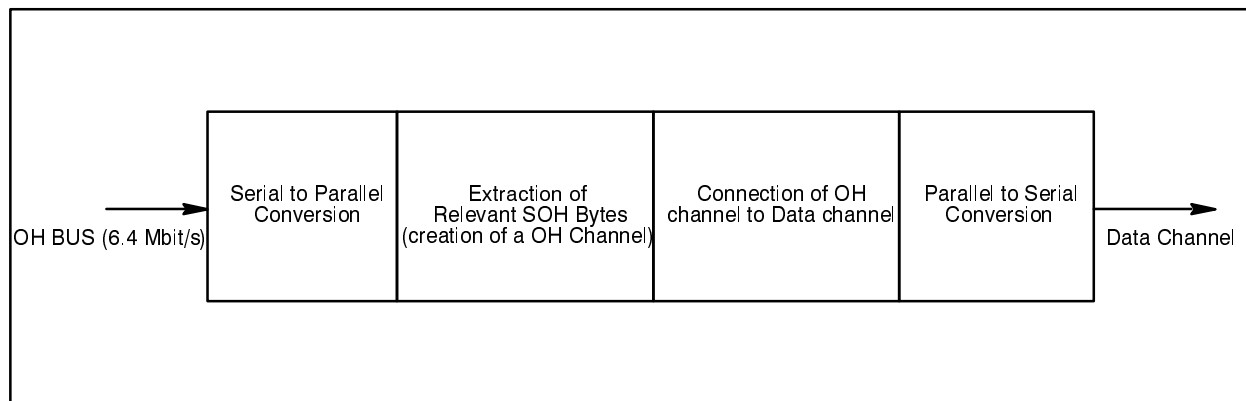 OH BUS (6.4 Mbit/s)
Serial to Parallel
Conversion
Extraction of
Relevant SOH Bytes
(creation of a OH Channel)
Connection of OH
channel to Data channel
Parallel to Serial
Conversion
Data Channel